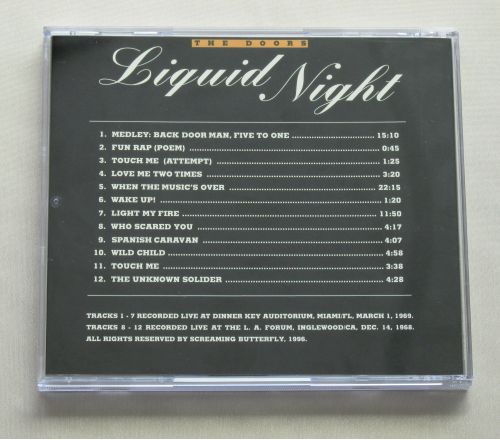 THE DOORS
Liquid Night
1. MEDLEY: BACK DOOR MAN, FIVE TO ONE 15:10
2. FUN RAP (POEM) 0:45
3. TOUCH ME (ATTEMPT) 1:25
4. LOVE ME TWO TIMES 3:20
5. WHEN THE MUSIC'S OVER 22:15
6. WAKE UP! 1:20
7. LIGHT MY FIRE 11:50
8. WHO SCARED YOU 4:17
9. SPANISH CARAVAN 4:07
10. WILD CHILD 4:58
11. TOUCH ME 3:38
12. THE UNKNOWN SOLIDER 4:28
TRACKS 1 - 7 RECORDED LIVE AT DINNER KEY AUDITORIUM, MIAMI/FL, MARCH 1, 1969.
TRACKS 8 - 12 RECORDED LIVE AT THE L. A. FORUM, INGLEWOOD/CA, DEC. 14, 1968.
ALL RIGHTS RESERVED BY SCREAMING BUTTERFLY, 1996.